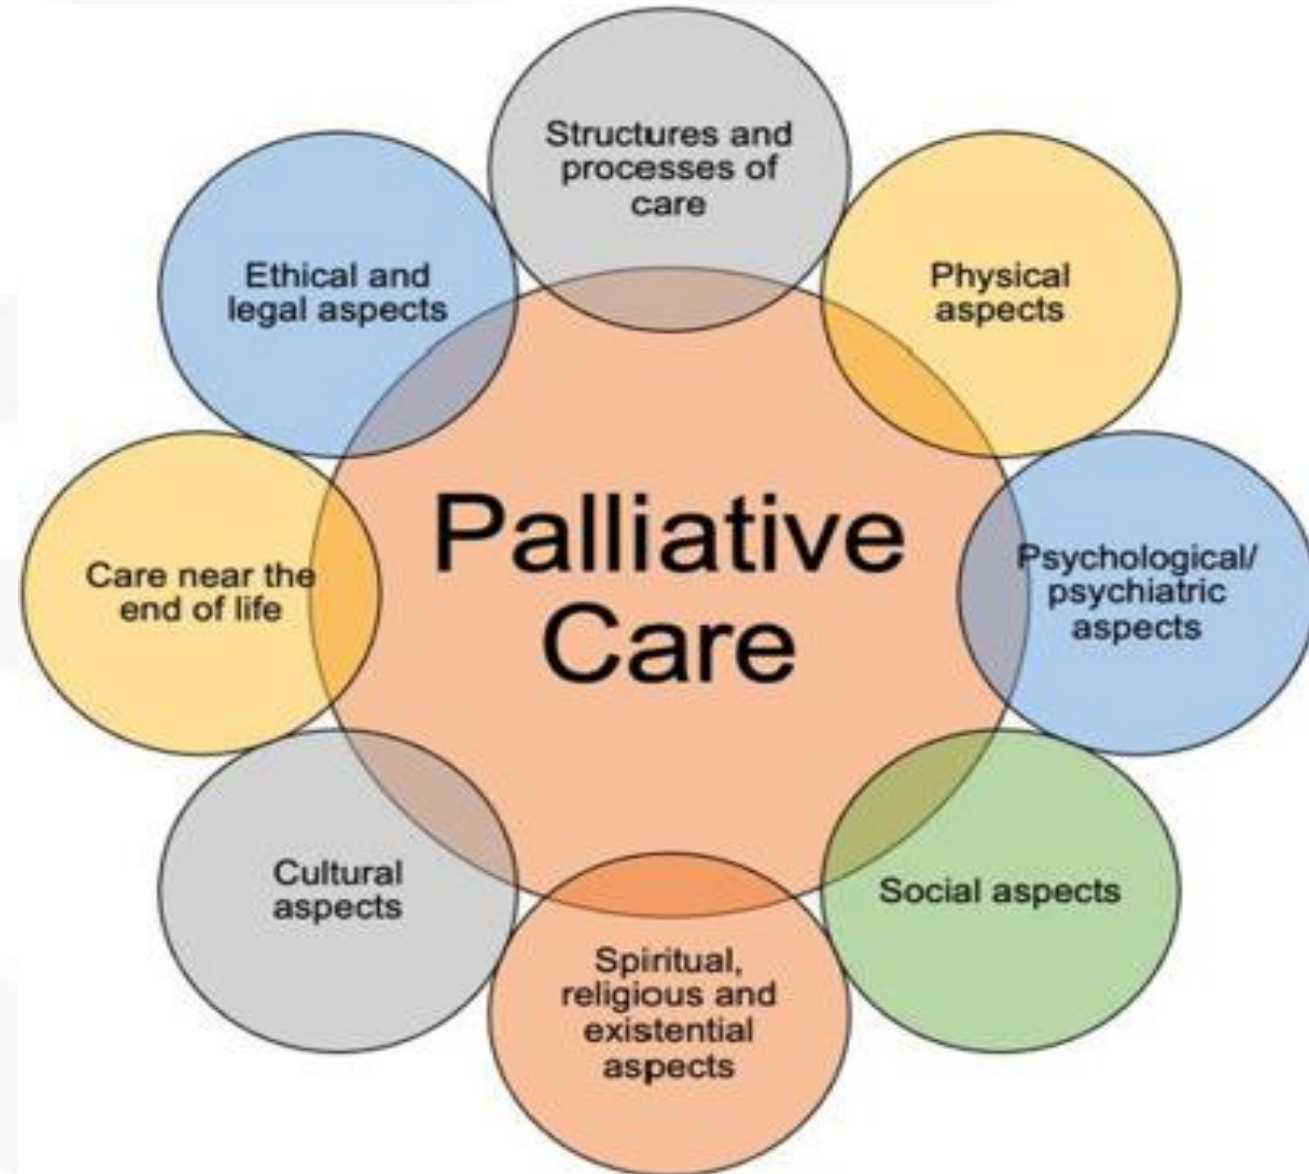 Structures and
processes of
care
Physical
aspects
Psychological/
psychiatric
aspects
Social aspects
Spiritual,
religious and
existential
aspects
Cultural
aspects
Care near the
end of life
Ethical and
legal aspects
Palliative
Care